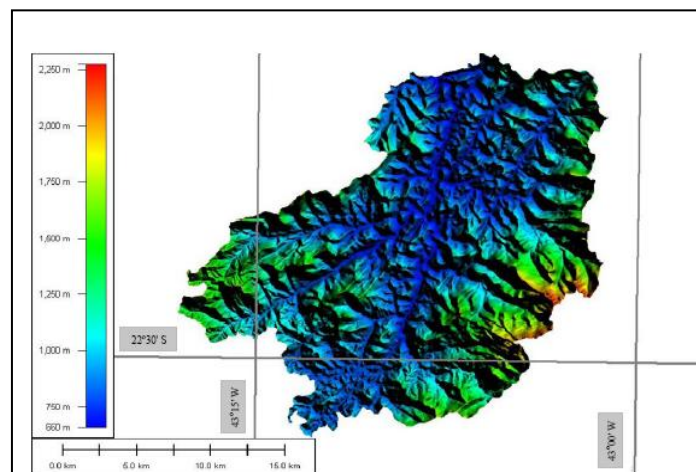 2,250 m
2,000 m
1,750 m
1,500 m
1,250 m
1,000 m
750 m
660 m
22°30' S
43°15' W
43°00' W
0.0 km 5.0 km 10.0 km 15.0 km